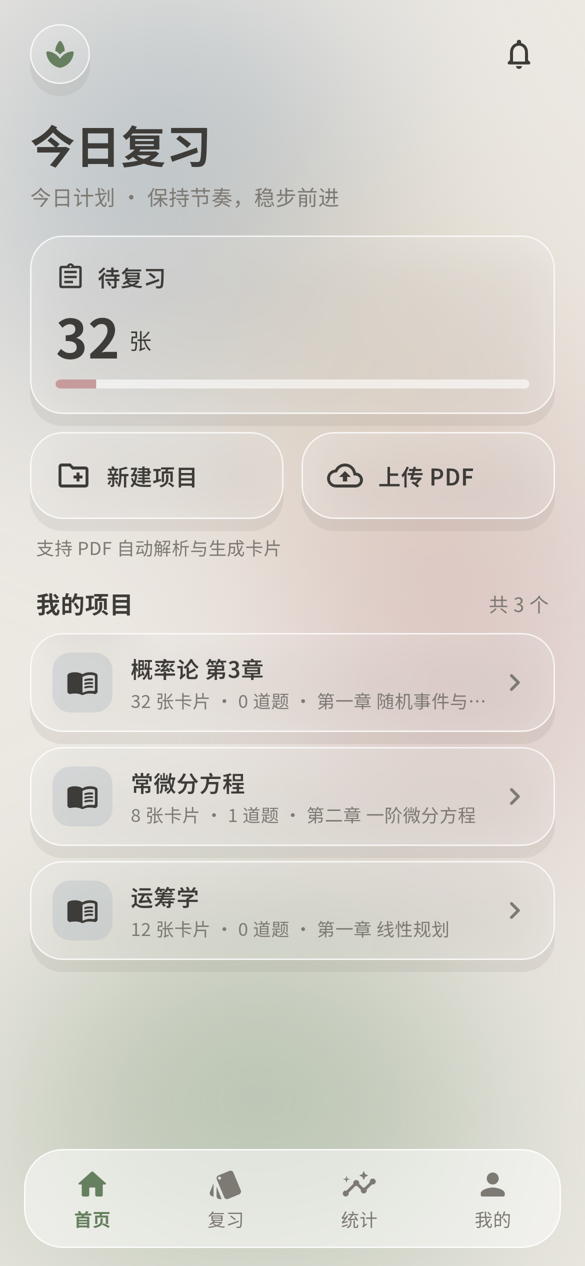 今日复习
今日计划 · 保持节奏，稳步前进
待复习
32 张
新建项目
上传 PDF
支持 PDF 自动解析与生成卡片
我的项目
共 3 个
概率论 第3章
32 张卡片 · 0 道题 · 第一章 随机事件与…
常微分方程
8 张卡片 · 1 道题 · 第二章 一阶微分方程
运筹学
12 张卡片 · 0 道题 · 第一章 线性规划
首页
复习
统计
我的